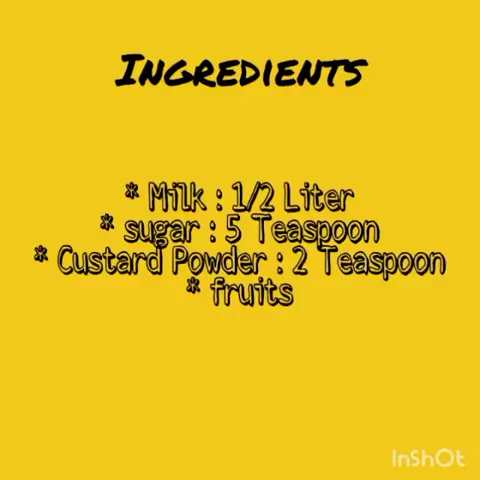 Ingredients
* Milk : 1/2 Liter
* sugar : 5 Teaspoon
* Custard Powder : 2 Teaspoon
* fruits
InShOt